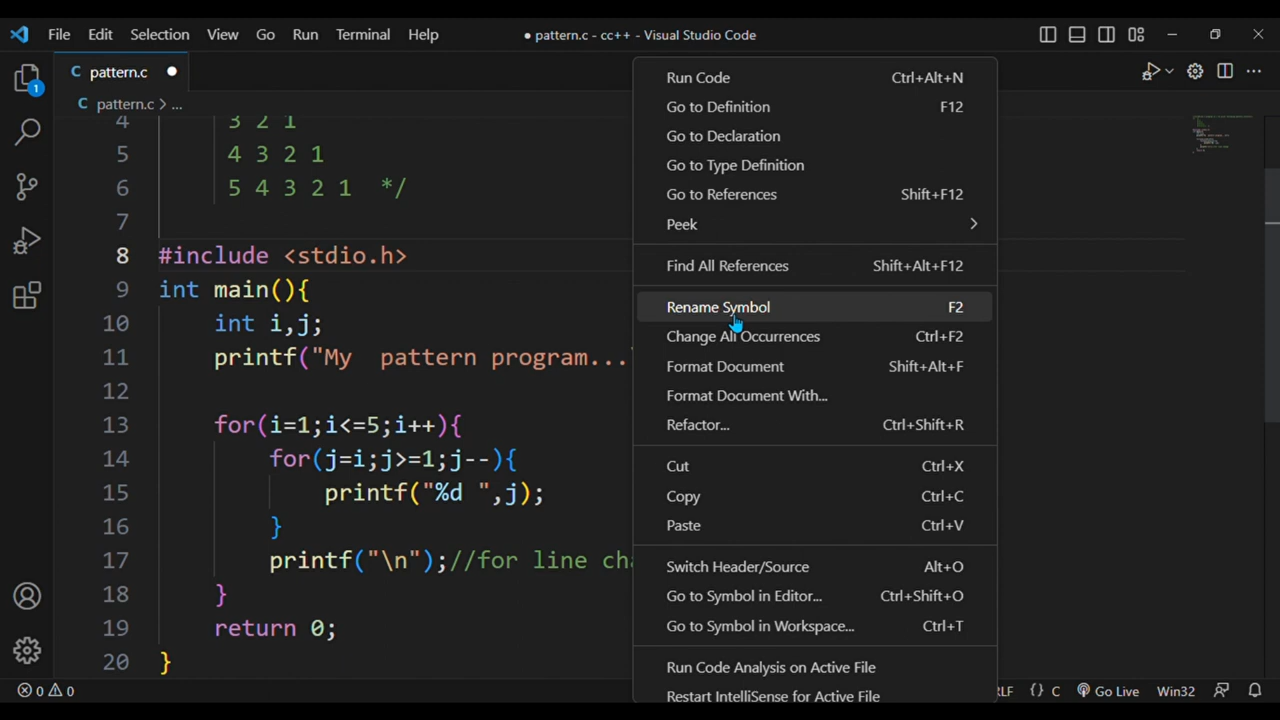 File Edit Selection View Go Run Terminal Help ● pattern.c - cc++ - Visual Studio Code
C pattern.c ●
C pattern.c > ...
1
4 3 2 1
5 4 3 2 1
6 5 4 3 2 1 */
7
8 #include <stdio.h>
9 int main(){
10 int i,j;
11 printf("My pattern program...
12
13 for(i=1;i<=5;i++){
14 for(j=i;j>=1;j--){
15 printf("%d ",j);
16 }
17 printf("\n");//for line
18 }
19 return 0;
20 }
Run Code Ctrl+Alt+N
Go to Definition F12
Go to Declaration
Go to Type Definition
Go to References Shift+F12
Peek >
Find All References Shift+Alt+F12
Rename Symbol F2
Change All Occurrences Ctrl+F2
Format Document Shift+Alt+F
Format Document With...
Refactor... Ctrl+Shift+R
Cut Ctrl+X
Copy Ctrl+C
Paste Ctrl+V
Switch Header/Source Alt+O
Go to Symbol in Editor... Ctrl+Shift+O
Go to Symbol in Workspace... Ctrl+T
Run Code Analysis on Active File
Restart IntelliSense for Active File
0 0 {} C Go Live Win32